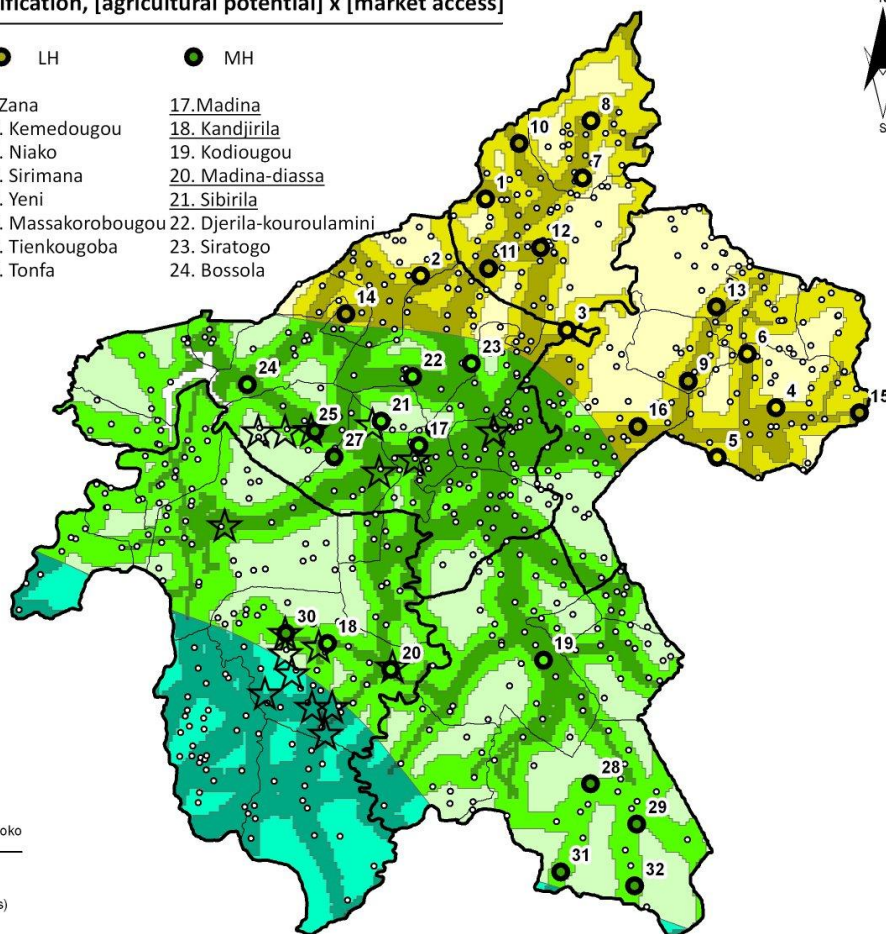 ification, [agricultural potential] x [market access]
LH
MH
Zana
. Kemedougou
. Niako
. Sirimana
. Yeni
. Massakorobougou
. Tienkougoba
. Tonfa
17.Madina
18. Kandjirila
19. Kodiougou
20. Madina-diassa
21. Sibirila
22. Djerila-kouroulamini
23. Siratogo
24. Bossola
8
10
7
1
12
11
2
13
14
3
6
23
22
9
24
4
15
21
25
16
17
27
5
30
18
20
19
28
29
31
32
oko
s)
S